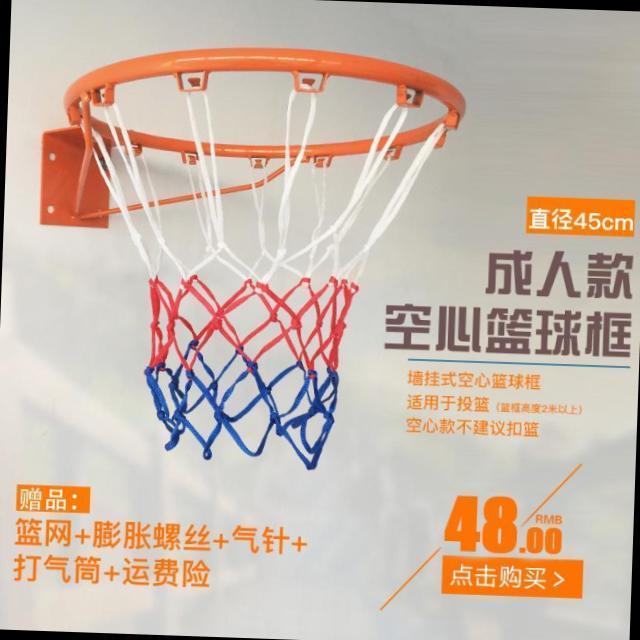 直径45cm
成人款
空心篮球框
墙挂式空心篮球框
适用于投篮（篮框高度2米以上）
空心款不建议扣篮
赠品：
篮网+膨胀螺丝+气针+
打气筒+运费险
48.00 RMB
点击购买 >